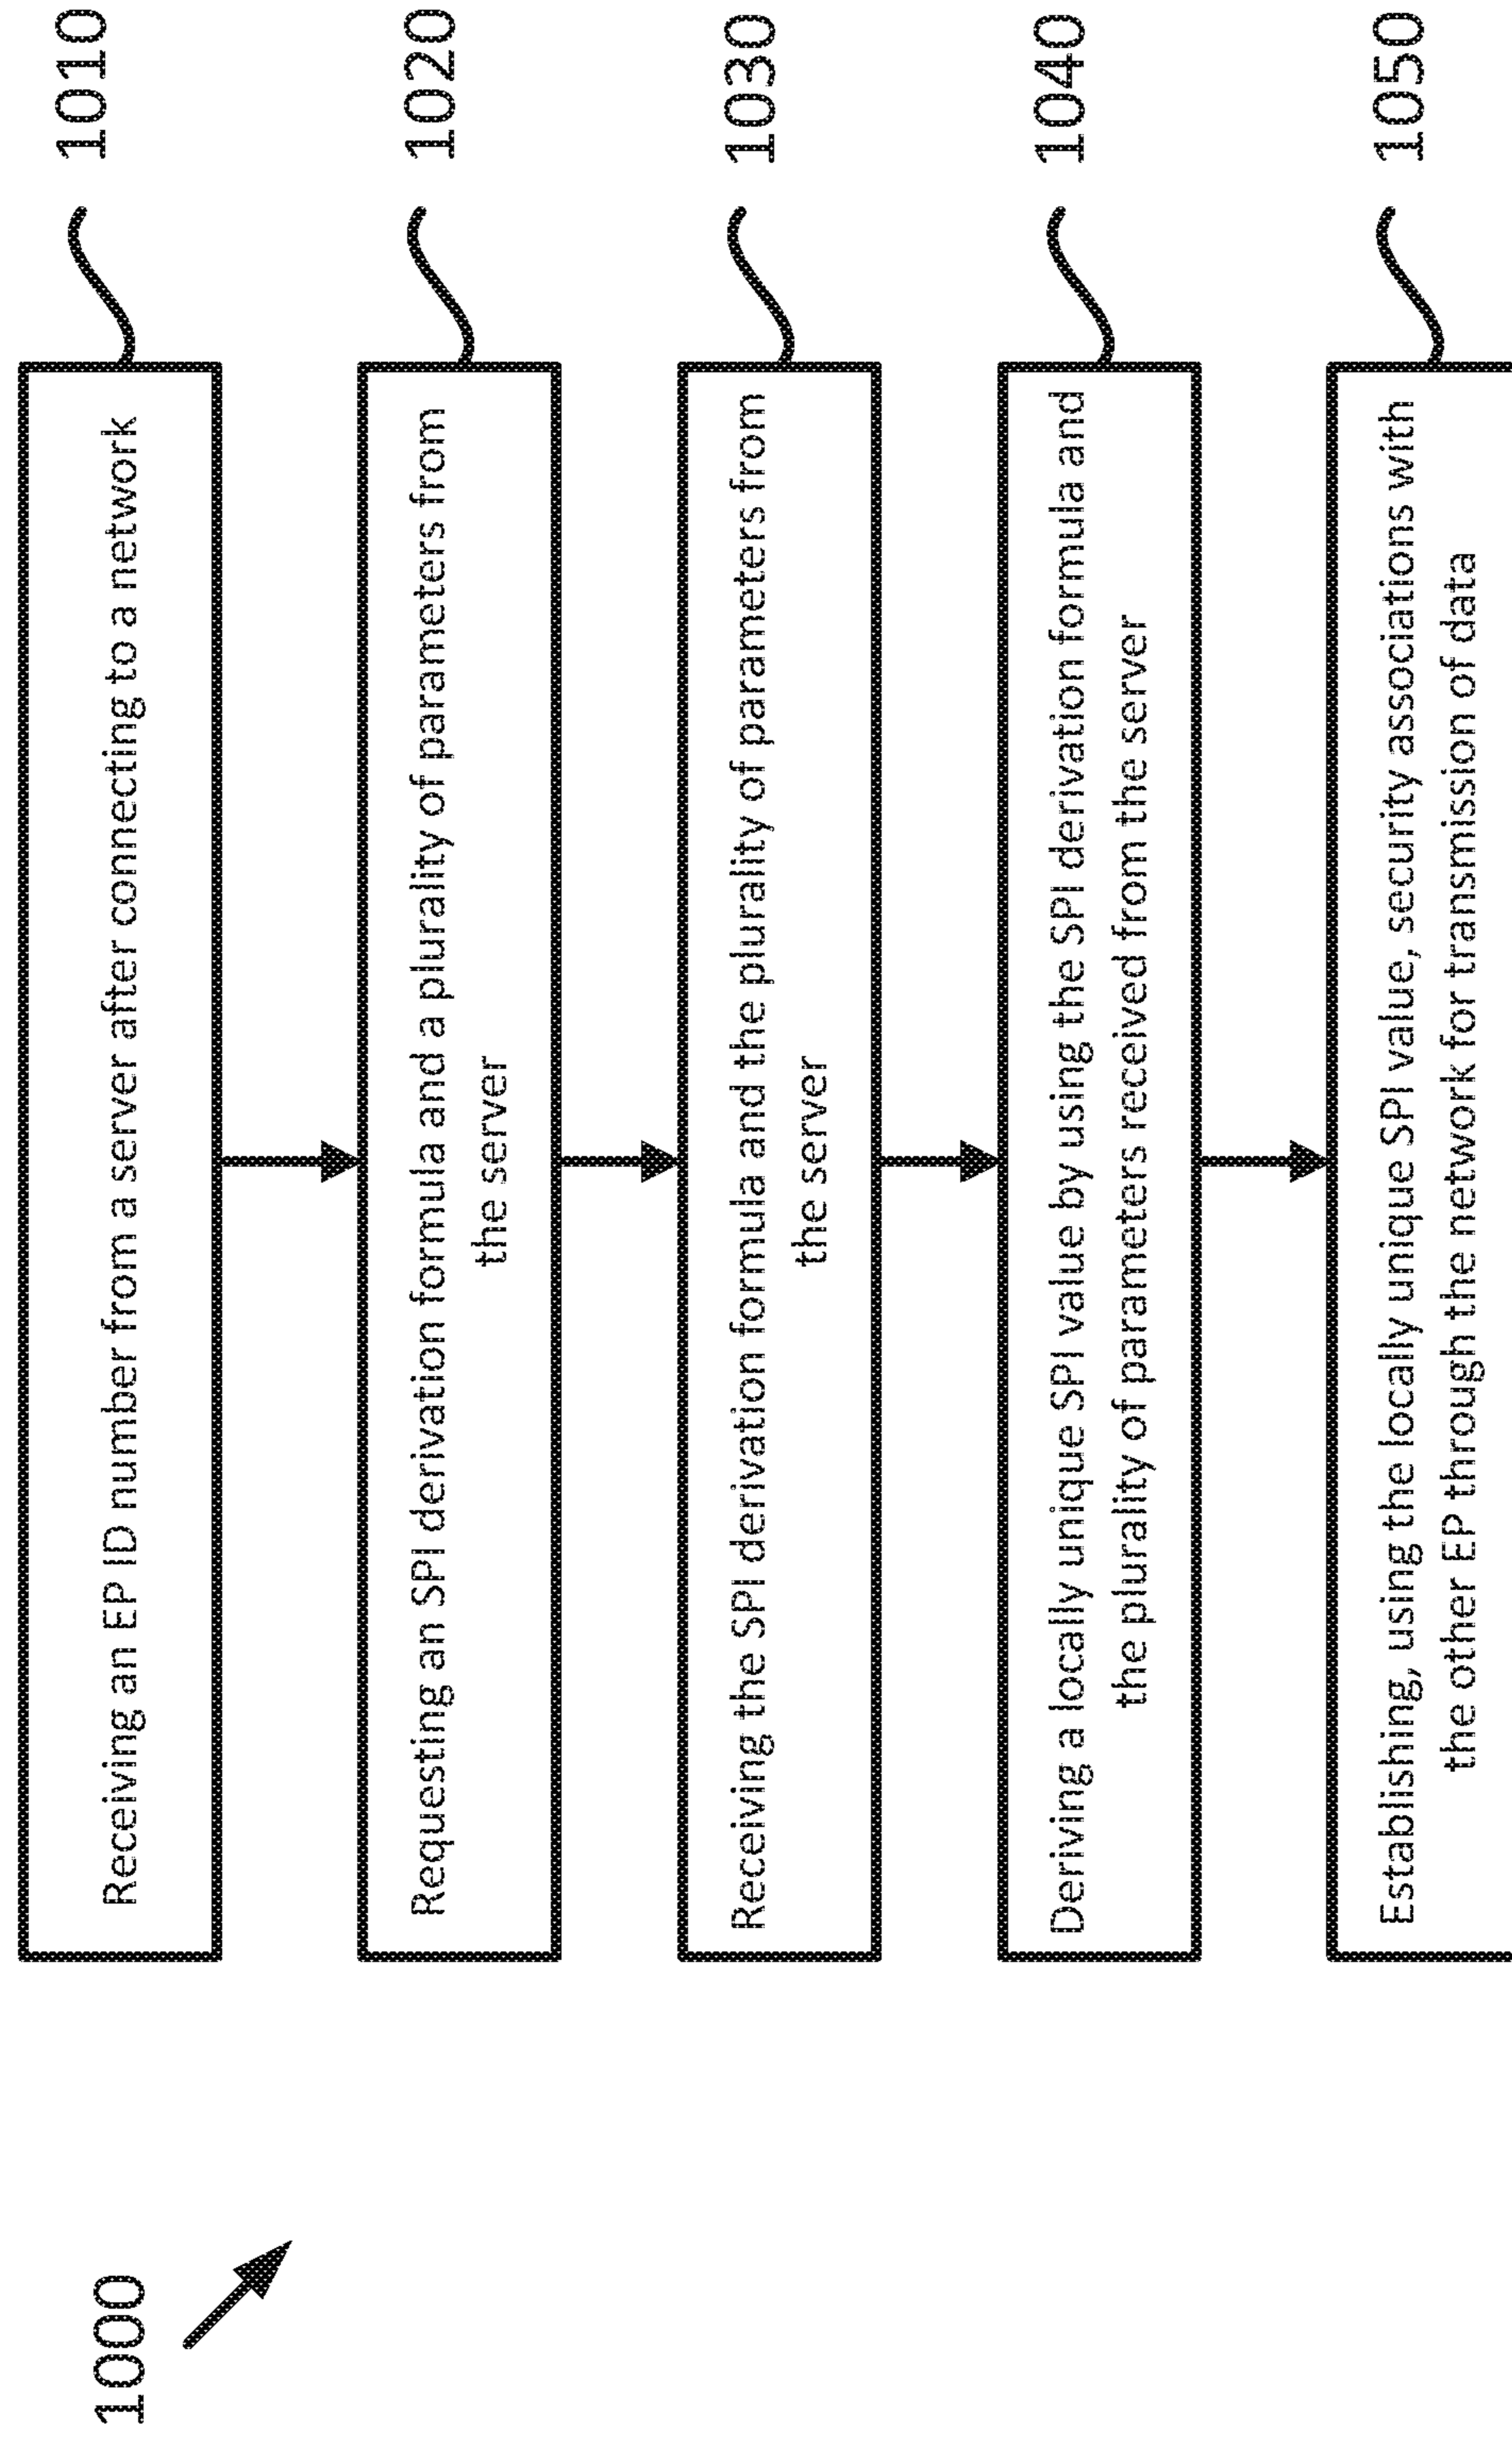 1000
Receiving an EP ID number from a server after connecting to a network
1010
Requesting an SPI derivation formula and a plurality of parameters from
the server
1020
Receiving the SPI derivation formula and the plurality of parameters from
the server
1030
Deriving a locally unique SPI value by using the SPI derivation formula and
the plurality of parameters received from the server
1040
Establishing, using the locally unique SPI value, security associations with
the other EP through the network for transmission of data
1050